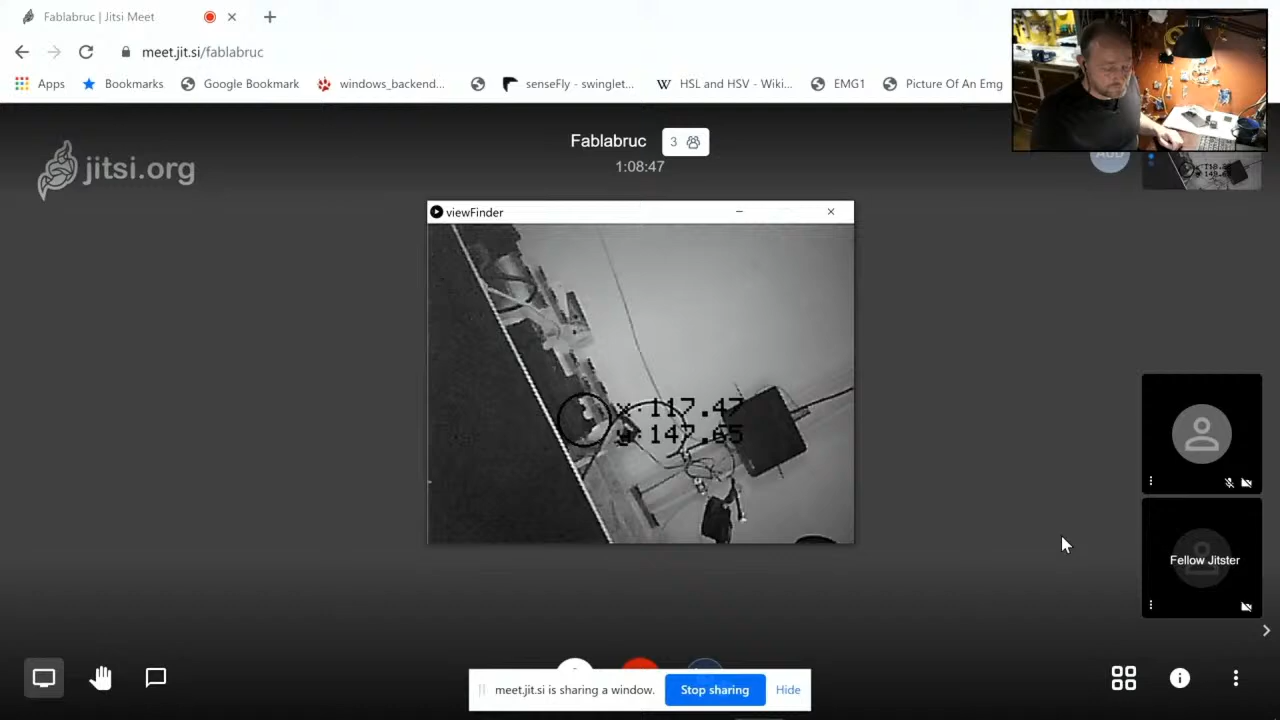 Fablabruc | Jitsi Meet
meet.jit.si/fablabruc
Apps Bookmarks Google Bookmark windows_backend... senseFly - swinglet... HSL and HSV - Wiki... EMG1 Picture Of An Emg
jitsi.org
Fablabruc 3
1:08:47
viewFinder
x: 117.47
y: 147.65
Fellow Jitster
meet.jit.si is sharing a window. Stop sharing Hide